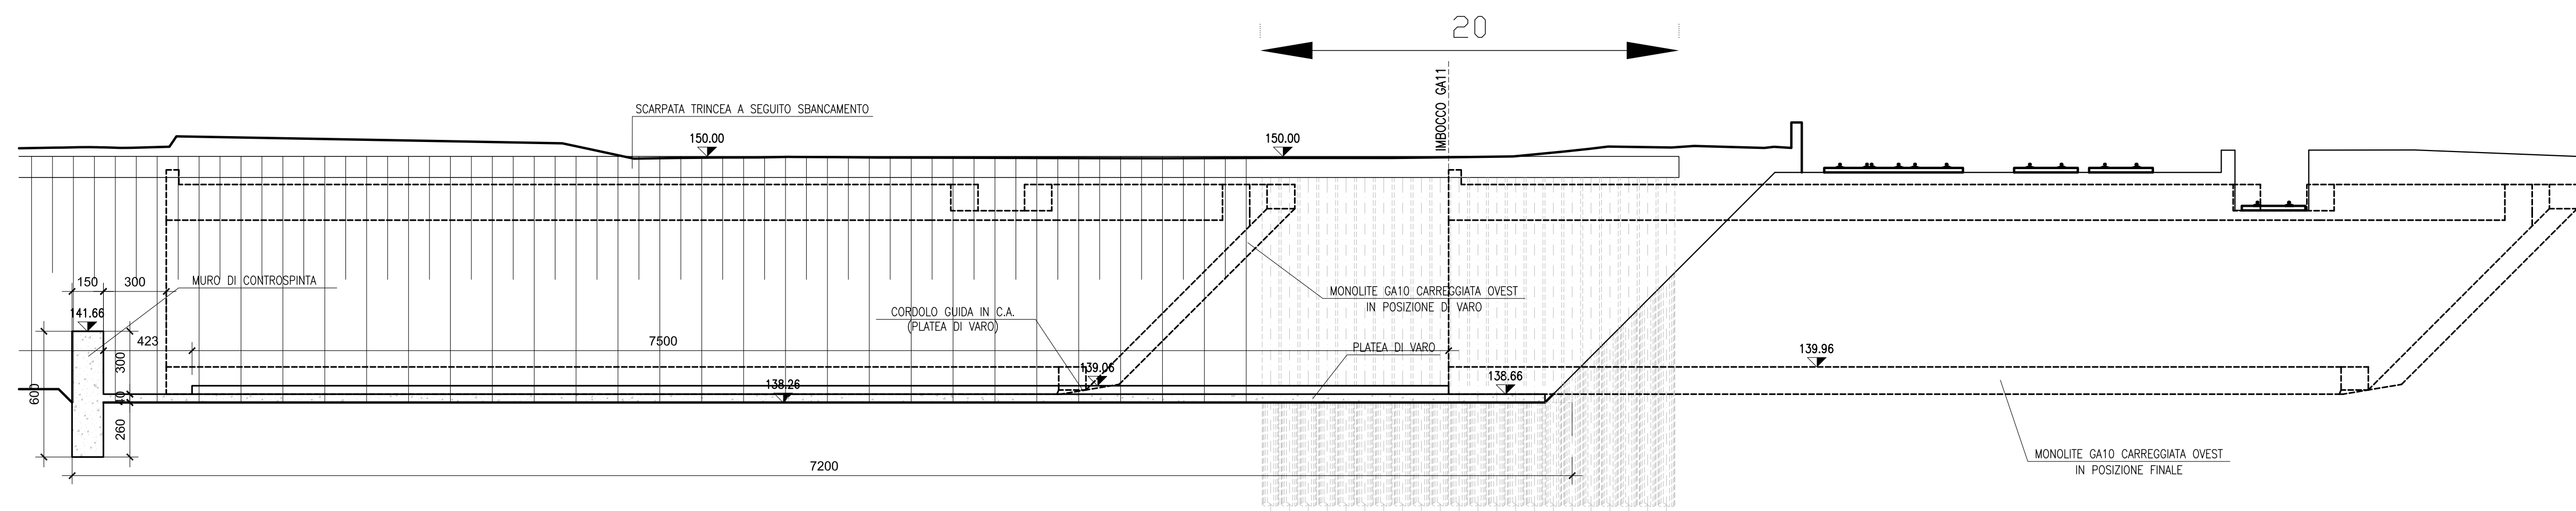 20
IMBOCCO GA11
SCARPATA TRINCEA A SEGUITO SBANCAMENTO
150.00
150.00
150
300
MURO DI CONTROSPINTA
MONOLITE GA10 CARREGGIATA OVEST
IN POSIZIONE DI VARO
141.66
CORDOLO GUIDA IN C.A.
(PLATEA DI VARO)
423
7500
PLATEA DI VARO
139.96
300
139.06
138.26
138.66
600
40
260
7200
MONOLITE GA10 CARREGGIATA OVEST
IN POSIZIONE FINALE